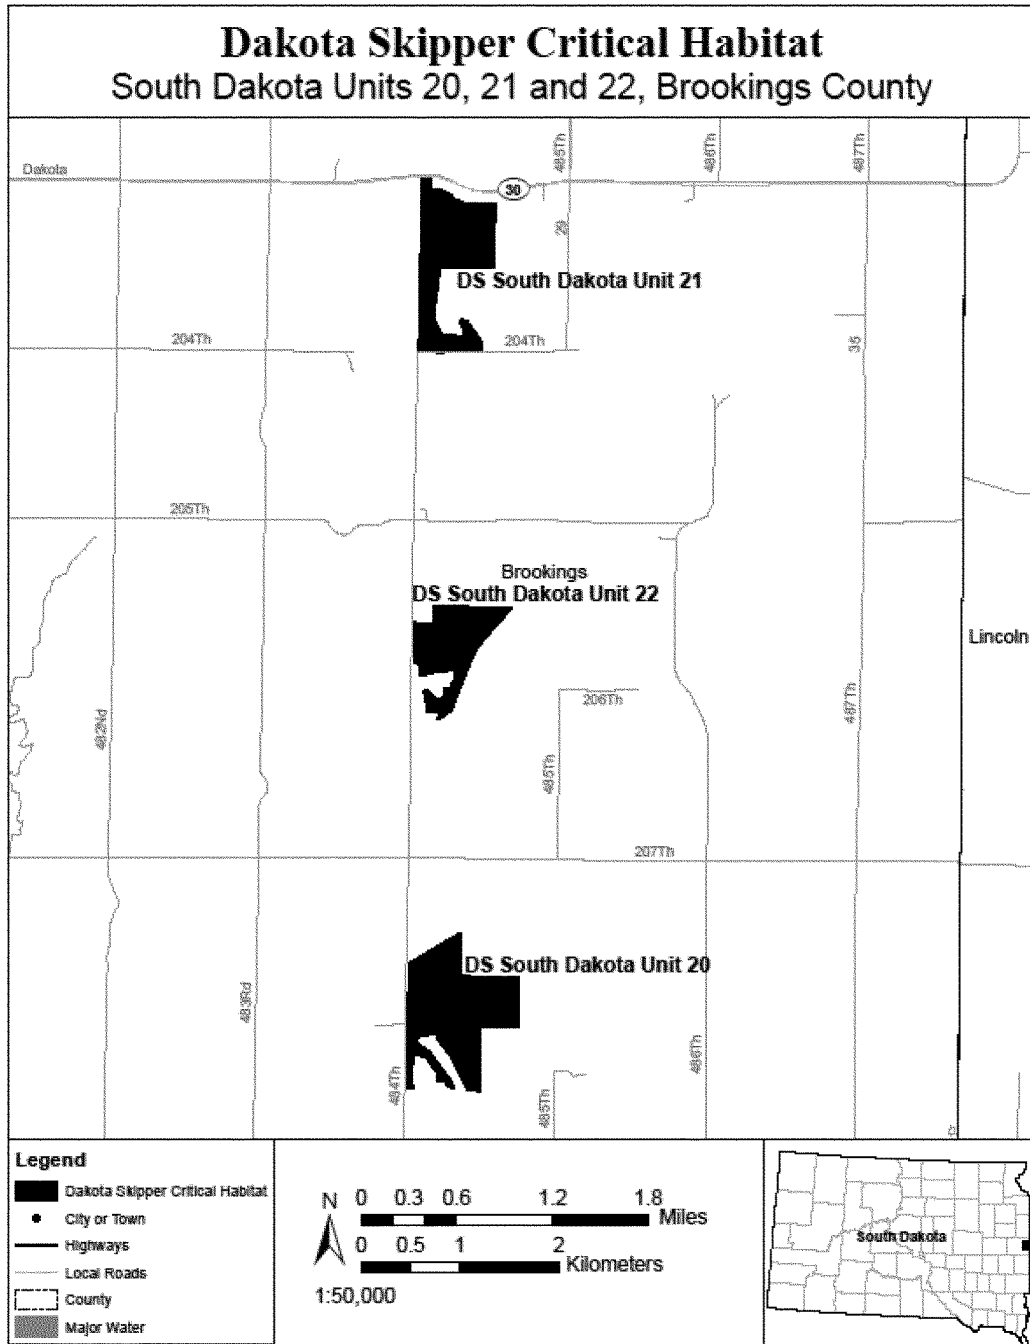 Dakota Skipper Critical Habitat
South Dakota Units 20, 21 and 22, Brookings County
Dakota
485Th
486Th
487Th
30
29
DS South Dakota Unit 21
204Th
204Th
35
205Th
Brookings
DS South Dakota Unit 22
Lincoln
206Th
482Nd
487Th
485Th
207Th
DS South Dakota Unit 20
483Rd
484Th
485Th
486Th
Legend
Dakota Skipper Critical Habitat
City or Town
Highways
Local Roads
County
Major Water
N
0 0.3 0.6 1.2 1.8
Miles
0 0.5 1 2
Kilometers
1:50,000
South Dakota